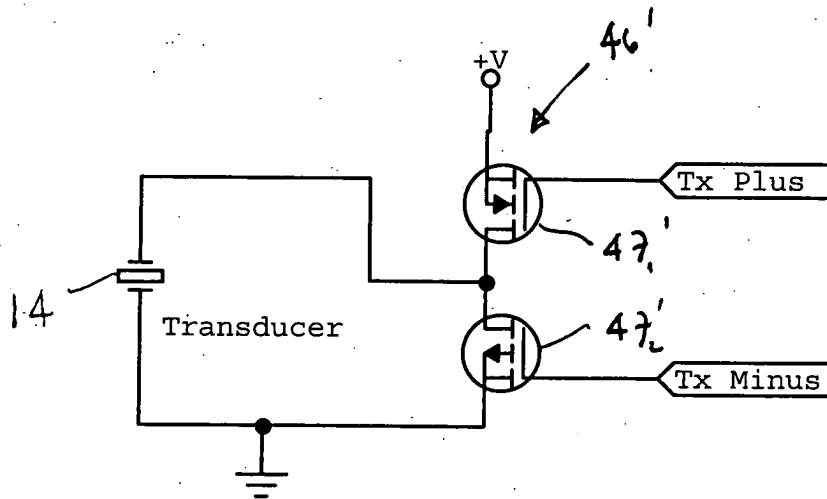 46'
+V
Tx Plus
47₁'
14
Transducer
47₂'
Tx Minus